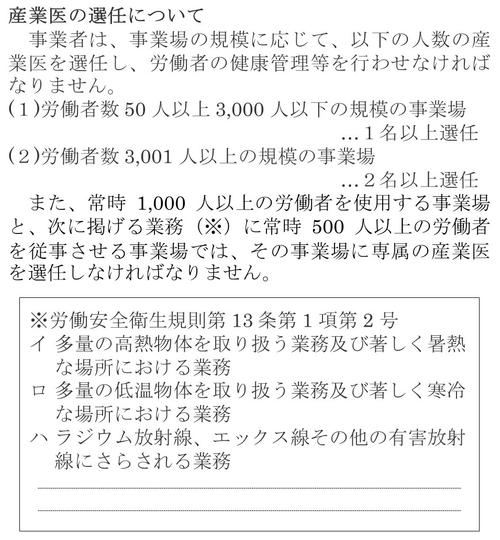 産業医の選任について
事業者は、事業場の規模に応じて、以下の人数の産
業医を選任し、労働者の健康管理等を行わせなければ
なりません。
(１)労働者数 50 人以上 3,000 人以下の規模の事業場
…１名以上選任
(２)労働者数 3,001 人以上の規模の事業場
…２名以上選任
また、常時 1,000 人以上の労働者を使用する事業場
と、次に掲げる業務（※）に常時 500 人以上の労働者
を従事させる事業場では、その事業場に専属の産業医
を選任しなければなりません。
※労働安全衛生規則第 13 条第 1 項第 2 号
イ 多量の高熱物体を取り扱う業務及び著しく暑熱
な場所における業務
ロ 多量の低温物体を取り扱う業務及び著しく寒冷
な場所における業務
ハ ラジウム放射線、エックス線その他の有害放射
線にさらされる業務